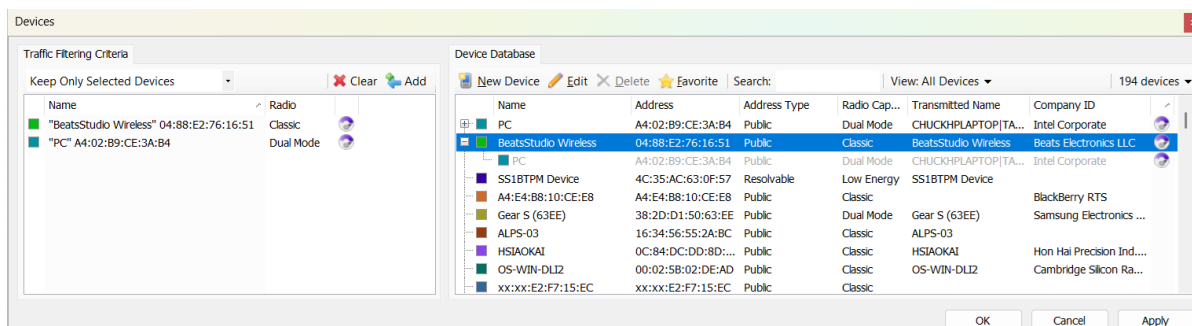 Devices
Traffic Filtering Criteria
Keep Only Selected Devices Clear Add
Name Radio
"BeatsStudio Wireless" 04:88:E2:76:16:51 Classic
"PC" A4:02:B9:CE:3A:B4 Dual Mode
Device Database
New Device Edit Delete Favorite Search: View: All Devices 194 devices
Name Address Address Type Radio Cap... Transmitted Name Company ID
PC A4:02:B9:CE:3A:B4 Public Dual Mode CHUCKHPLAPTOP|TA... Intel Corporate
BeatsStudio Wireless 04:88:E2:76:16:51 Public Classic BeatsStudio Wireless Beats Electronics LLC
PC A4:02:B9:CE:3A:B4 Public Dual Mode CHUCKHPLAPTOP|TA... Intel Corporate
SS1BTPM Device 4C:35:AC:63:0F:57 Resolvable Low Energy SS1BTPM Device
A4:E4:B8:10:CE:E8 A4:E4:B8:10:CE:E8 Public Classic BlackBerry RTS
Gear S (63EE) 38:2D:D1:50:63:EE Public Dual Mode Gear S (63EE) Samsung Electronics ...
ALPS-03 16:34:56:55:2A:BC Public Classic ALPS-03
HSIAOKAI 0C:84:DC:DD:8D:... Public Classic HSIAOKAI Hon Hai Precision Ind....
OS-WIN-DLI2 00:02:5B:02:DE:AD Public Classic OS-WIN-DLI2 Cambridge Silicon Ra...
xx:xx:E2:F7:15:EC xx:xx:E2:F7:15:EC Public Classic
OK Cancel Apply